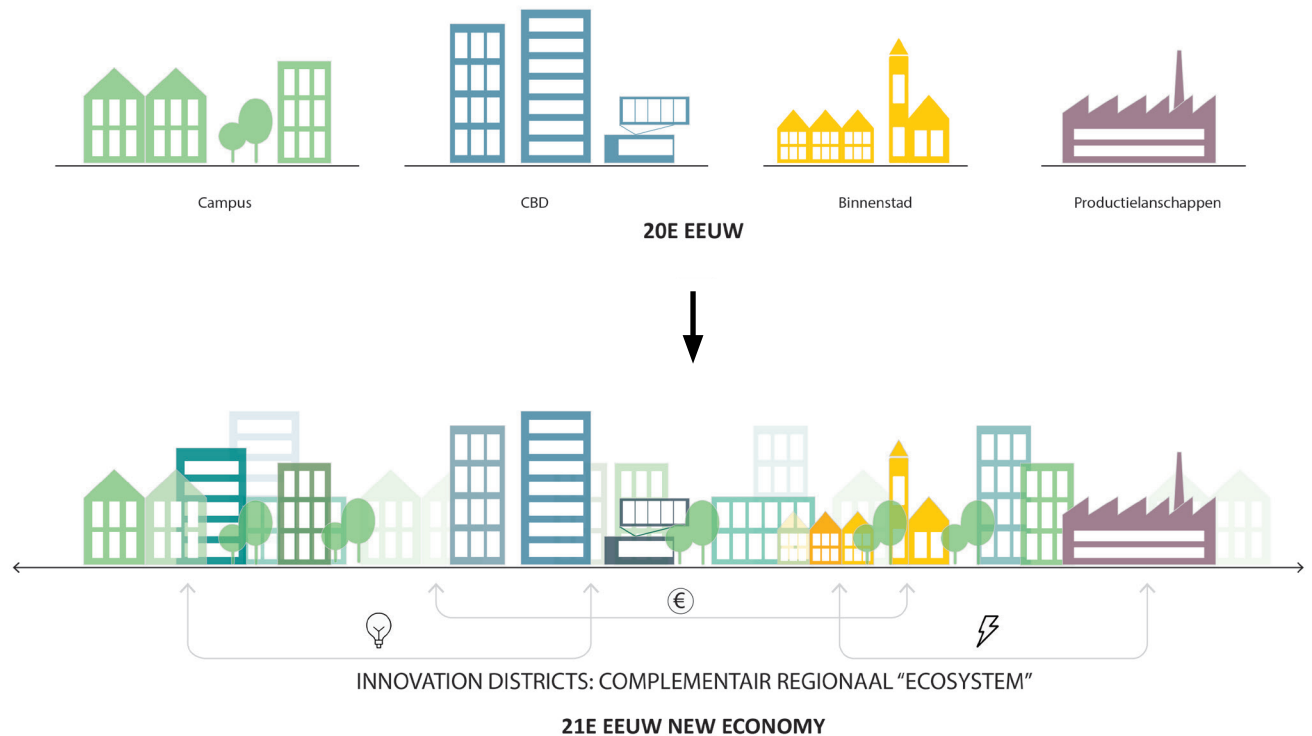 Campus
CBD
Binnenstad
Productielanschappen
20E EEUW
€
INNOVATION DISTRICTS: COMPLEMENTAIR REGIONAAL “ECOSYSTEM”
21E EEUW NEW ECONOMY